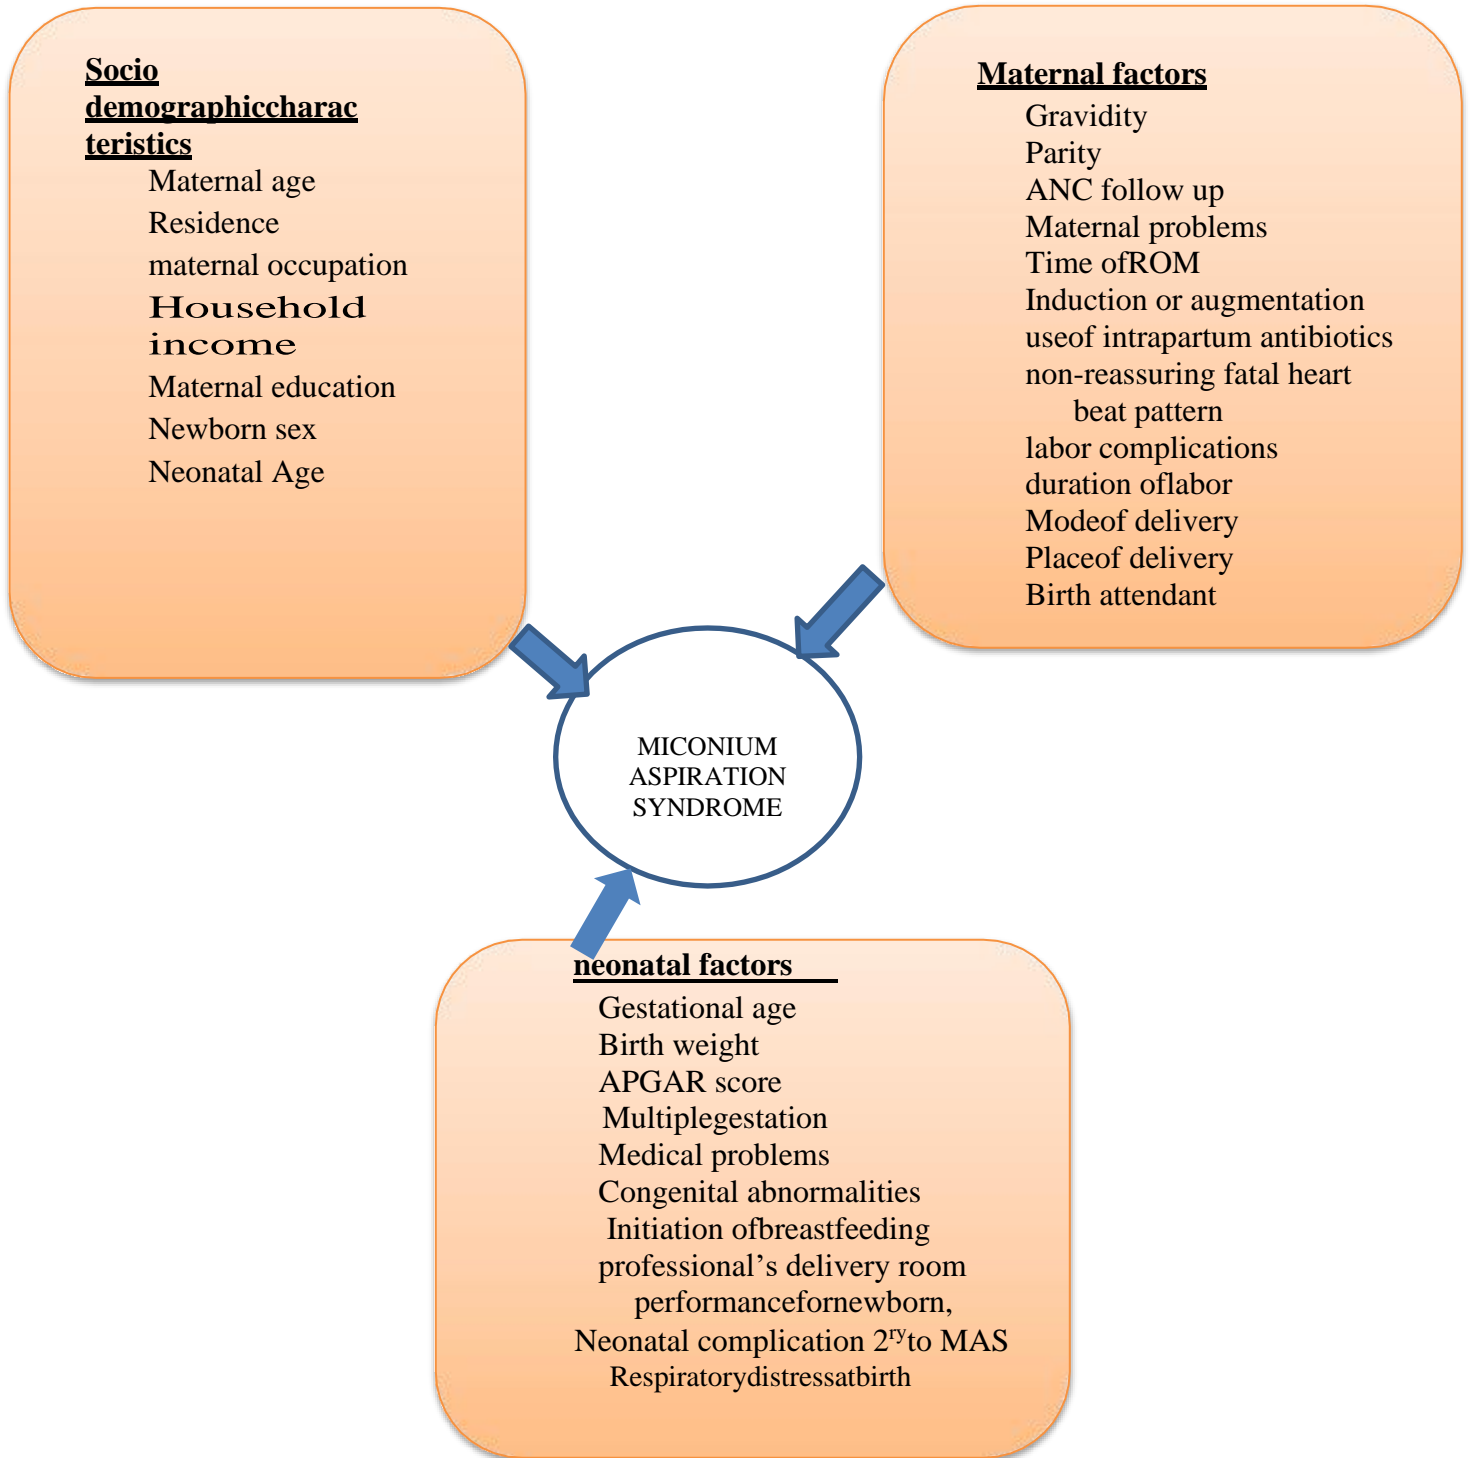 Socio
demographiccharac
teristics
Maternal age
Residence
maternal occupation
Household
income
Maternal education
Newborn sex
Neonatal Age
Maternal factors
Gravidity
Parity
ANC follow up
Maternal problems
Time ofROM
Induction or augmentation
useof intrapartum antibiotics
non-reassuring fatal heart
beat pattern
labor complications
duration oflabor
Modeof delivery
Placeof delivery
Birth attendant
MICONIUM
ASPIRATION
SYNDROME
neonatal factors
Gestational age
Birth weight
APGAR score
Multiplegestation
Medical problems
Congenital abnormalities
Initiation ofbreastfeeding
professional’s delivery room
performancefornewborn,
Neonatal complication 2ryto MAS
Respiratorydistressatbirth